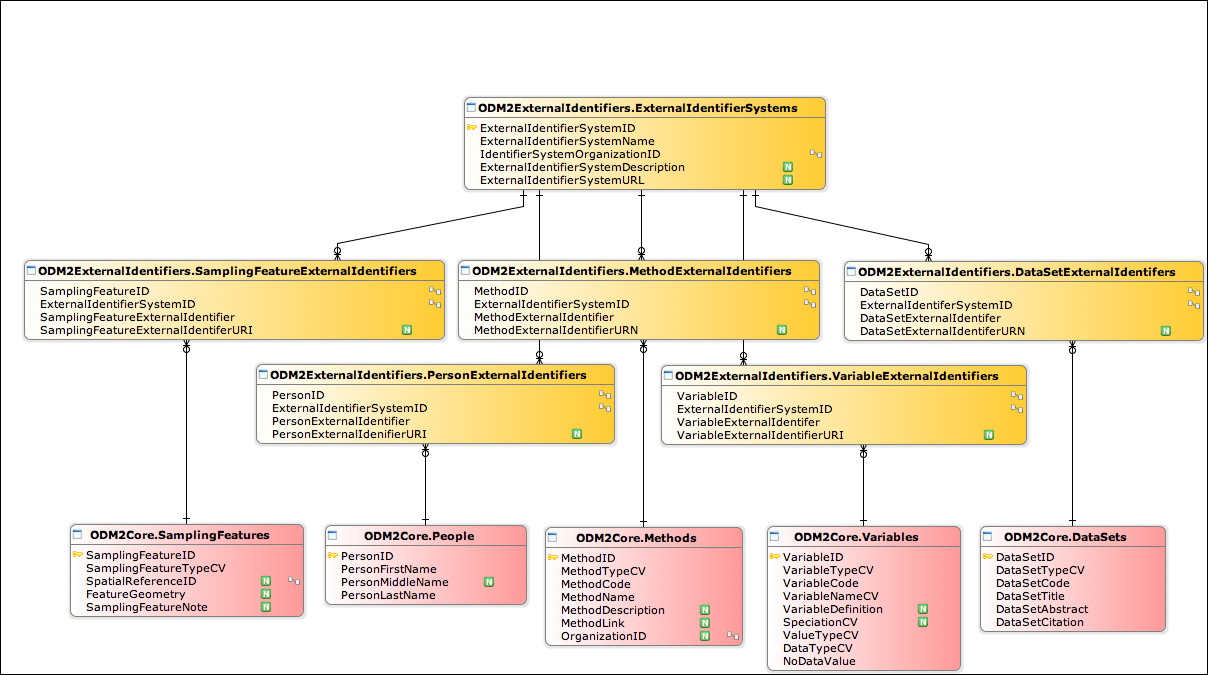 ODM2ExternalIdentifiers.ExternalIdentifierSystems
ExternalIdentifierSystemID
ExternalIdentifierSystemName
IdentifierSystemOrganizationID
ExternalIdentifierSystemDescription N
ExternalIdentifierSystemURL N
ODM2ExternalIdentifiers.SamplingFeatureExternalIdentifiers
SamplingFeatureID
ExternalIdentifierSystemID
SamplingFeatureExternalIdentifier
SamplingFeatureExternalIdentiferURI N
ODM2ExternalIdentifiers.MethodExternalIdentifiers
MethodID
ExternalIdentifierSystemID
MethodExternalIdentifier
MethodExternalIdentifierURN N
ODM2ExternalIdentifiers.DataSetExternalIdentifers
DataSetID
ExternalIdentiferSystemID
DataSetExternalIdentifer
DataSetExternalIdentiferURN N
ODM2ExternalIdentifiers.PersonExternalIdentifiers
PersonID
ExternalIdentifierSystemID
PersonExternalIdentifier
PersonExternalIdenifierURI N
ODM2ExternalIdentifiers.VariableExternalIdentifiers
VariableID
ExternalIdentifierSystemID
VariableExternalIdentifer
VariableExternalIdentifierURI N
ODM2Core.SamplingFeatures
SamplingFeatureID
SamplingFeatureTypeCV
SpatialReferenceID N
FeatureGeometry N
SamplingFeatureNote N
ODM2Core.People
PersonID
PersonFirstName
PersonMiddleName N
PersonLastName
ODM2Core.Methods
MethodID
MethodTypeCV
MethodCode
MethodName
MethodDescription N
MethodLink N
OrganizationID N
ODM2Core.Variables
VariableID
VariableTypeCV
VariableCode
VariableNameCV
VariableDefinition N
SpeciationCV N
ValueTypeCV
DataTypeCV
NoDataValue
ODM2Core.DataSets
DataSetID
DataSetTypeCV
DataSetCode
DataSetTitle
DataSetAbstract
DataSetCitation